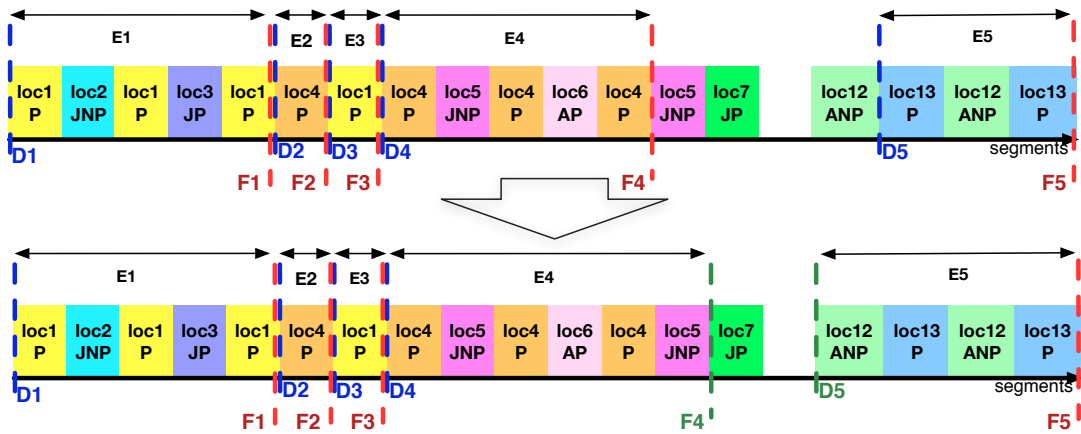 E1 E2 E3 E4 E5
loc1 loc2 loc1 loc3 loc1 loc4 loc1 loc4 loc5 loc4 loc6 loc4 loc5 loc7 loc12 loc13 loc12 loc13
P JNP P JP P P P P JNP P AP P JNP JP ANP P ANP P
D1 D2 D3 D4 D5 segments
F1 F2 F3 F4 F5
E1 E2 E3 E4 E5
loc1 loc2 loc1 loc3 loc1 loc4 loc1 loc4 loc5 loc4 loc6 loc4 loc5 loc7 loc12 loc13 loc12 loc13
P JNP P JP P P P P JNP P AP P JNP JP ANP P ANP P
D1 D2 D3 D4 D5 segments
F1 F2 F3 F4 F5